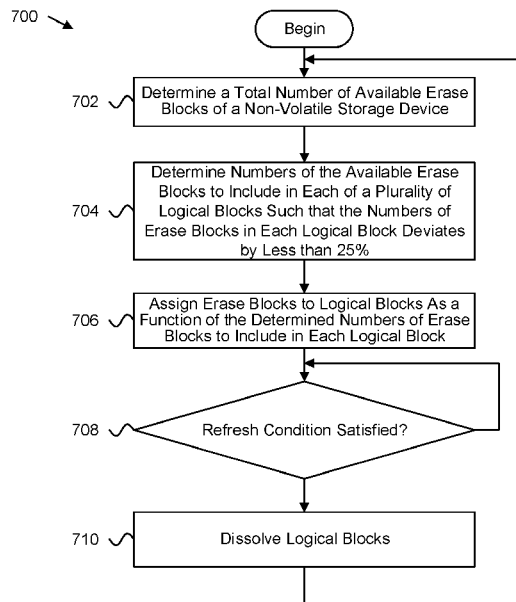 700
Begin
702
Determine a Total Number of Available Erase
Blocks of a Non-Volatile Storage Device
704
Determine Numbers of the Available Erase
Blocks to Include in Each of a Plurality of
Logical Blocks Such that the Numbers of
Erase Blocks in Each Logical Block Deviates
by Less than 25%
706
Assign Erase Blocks to Logical Blocks As a
Function of the Determined Numbers of Erase
Blocks to Include in Each Logical Block
708
Refresh Condition Satisfied?
710
Dissolve Logical Blocks